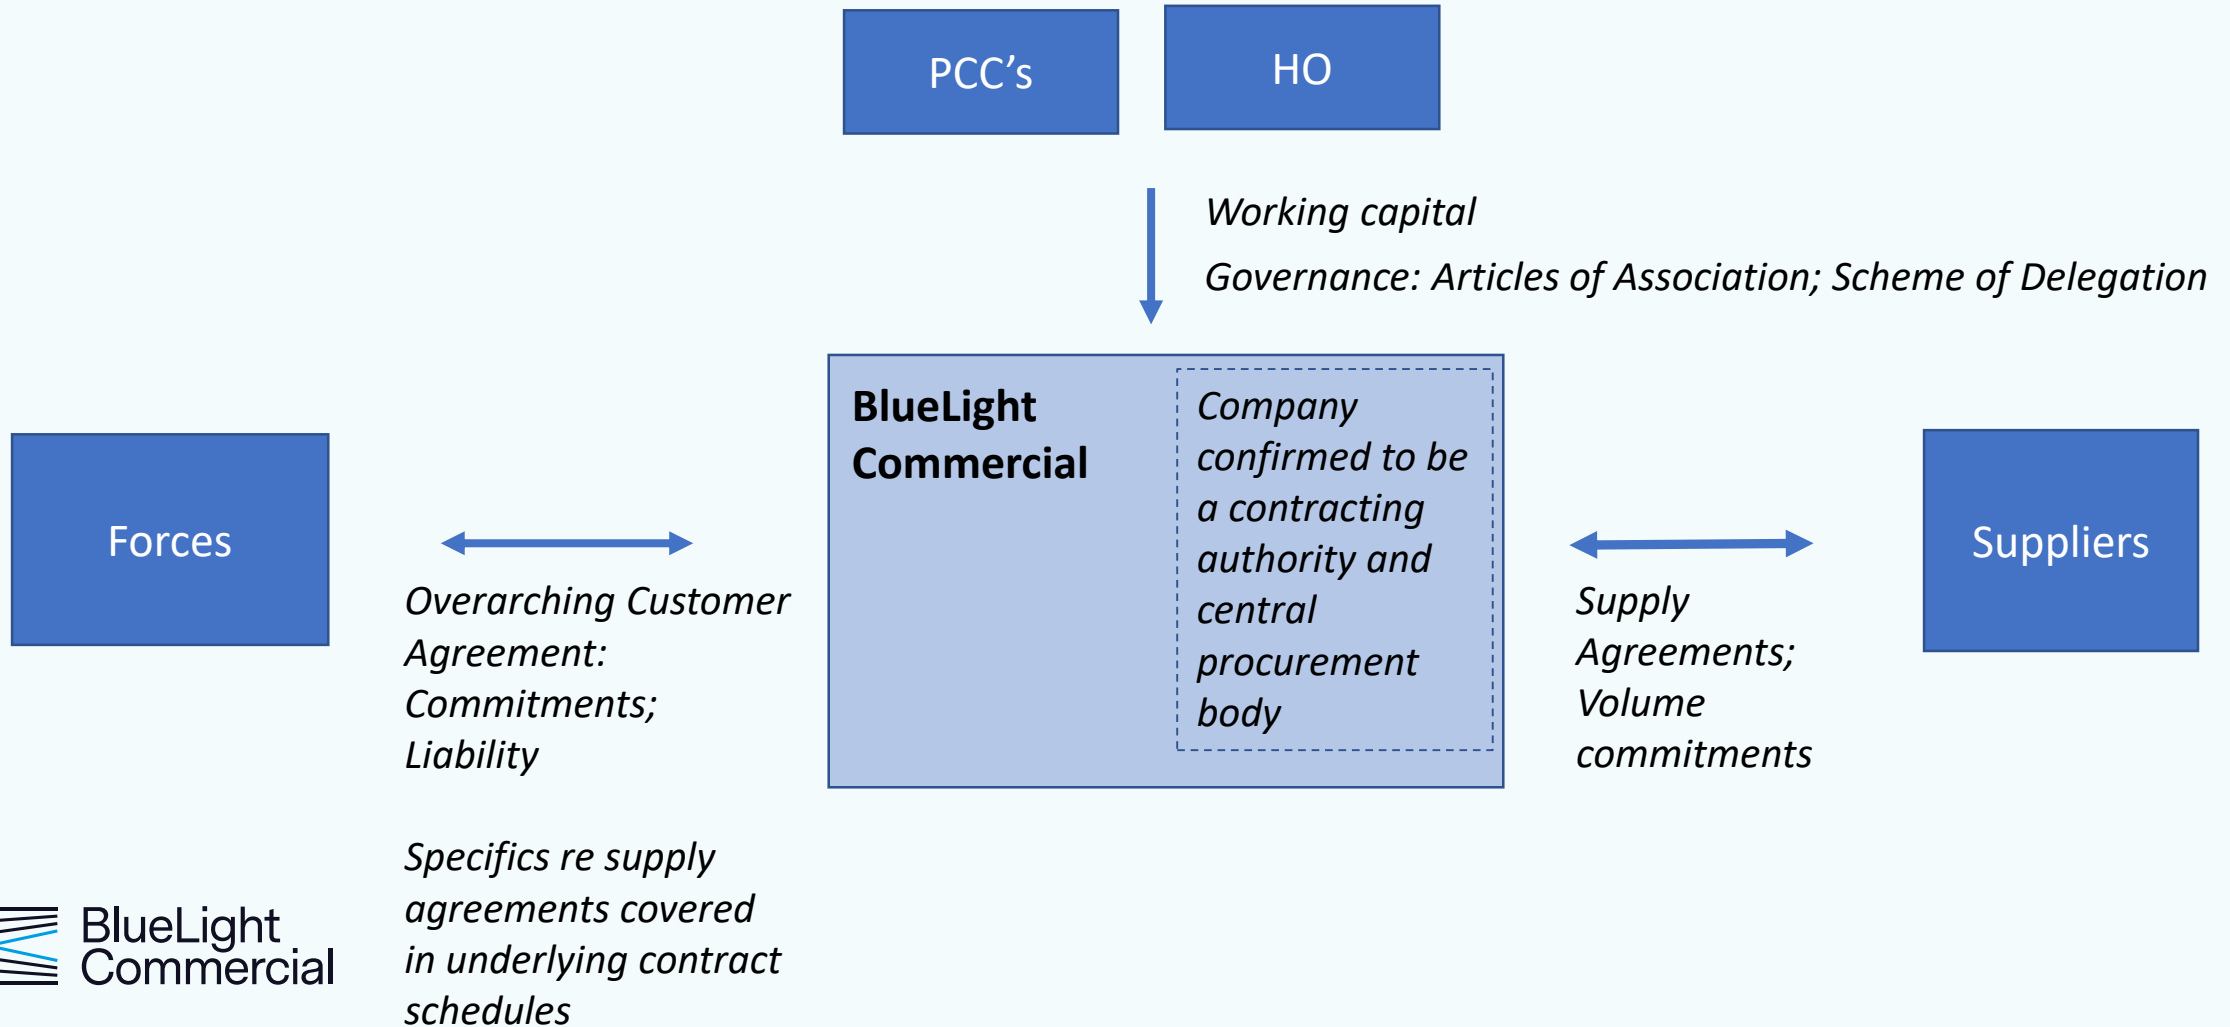 PCC’s
HO
Working capital
Governance: Articles of Association; Scheme of Delegation
BlueLight
Commercial
Company
confirmed to be
a contracting
authority and
central
procurement
body
Forces
Overarching Customer
Agreement:
Commitments;
Liability
Specifics re supply
agreements covered
in underlying contract
schedules
Supply
Agreements;
Volume
commitments
Suppliers
BlueLight
Commercial